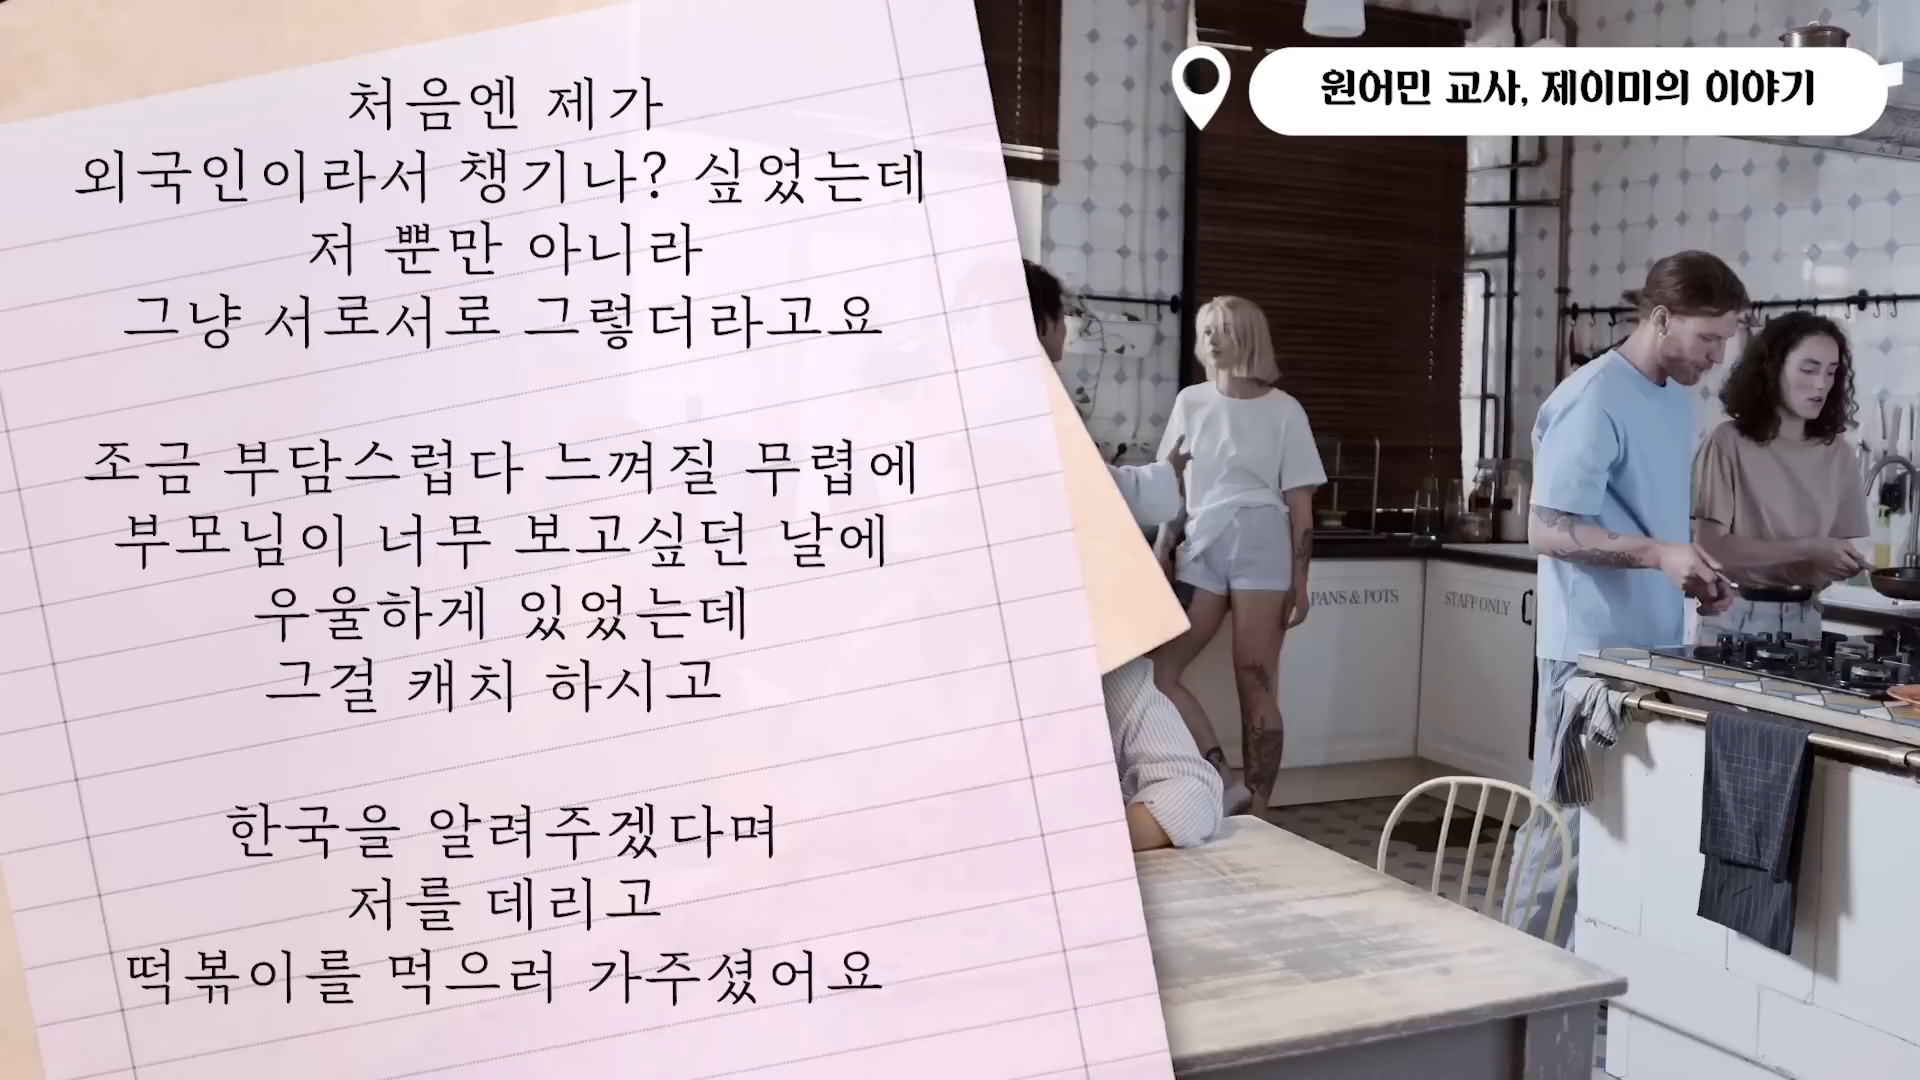 처음엔 제가
외국인이라서 챙기나? 싶었는데
저 뿐만 아니라
그냥 서로서로 그렇더라고요
조금 부담스럽다 느껴질 무렵에
부모님이 너무 보고싶던 날에
우울하게 있었는데
그걸 캐치 하시고
한국을 알려주겠다며
저를 데리고
떡볶이를 먹으러 가주셨어요
원어민 교사, 제이미의 이야기
PANS & POTS
STAFF ONLY